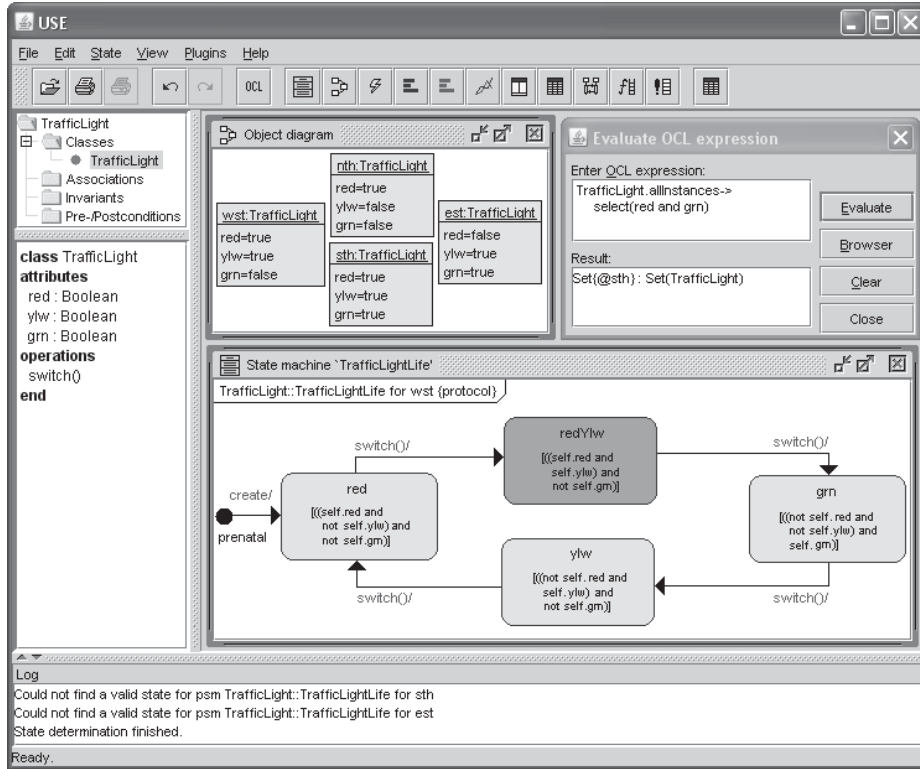 USE
File Edit State View Plugins Help
OCL
TrafficLight
Classes
TrafficLight
Associations
Invariants
Pre-/Postconditions
class TrafficLight
attributes
red : Boolean
ylw : Boolean
grn : Boolean
operations
switch()
end
Object diagram
nth:TrafficLight
red=true
ylw=false
grn=false
wst:TrafficLight
red=true
ylw=true
grn=false
sth:TrafficLight
red=true
ylw=true
grn=true
est:TrafficLight
red=false
ylw=true
grn=true
Evaluate OCL expression
Enter OCL expression:
TrafficLight.allInstances->
select(red and grn)
Result:
Set{@sth} : Set(TrafficLight)
Evaluate
Browser
Clear
Close
State machine `TrafficLightLife'
TrafficLight::TrafficLightLife for wst {protocol}
create/
prenatal
red
[((self.red and
not self.ylw) and
not self.grn)]
switch()/
redYlw
[((self.red and
self.ylw) and
not self.grn)]
switch()/
grn
[((not self.red and
not self.ylw) and
self.grn)]
switch()/
ylw
[((not self.red and
self.ylw) and
not self.grn)]
switch()/
Log
Could not find a valid state for psm TrafficLight::TrafficLightLife for sth
Could not find a valid state for psm TrafficLight::TrafficLightLife for est
State determination finished.
Ready.